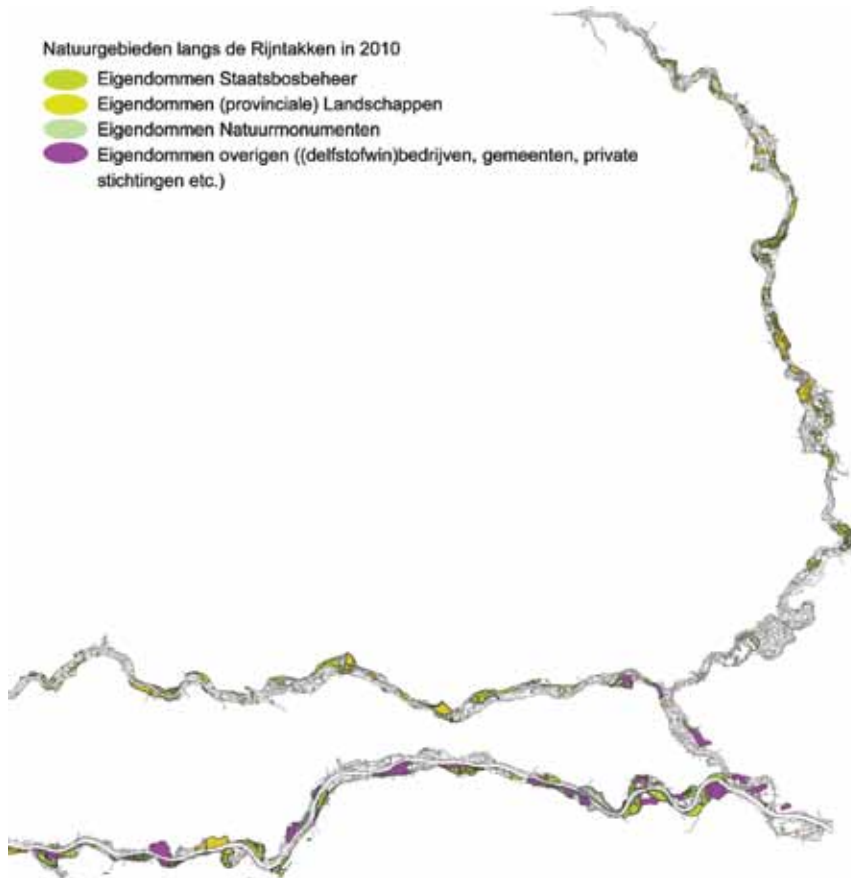 Natuurgebieden langs de Rijntakken in 2010
Eigendommen Staatsbosbeheer
Eigendommen (provinciale) Landschappen
Eigendommen Natuurmonumenten
Eigendommen overigen ((delfstofwin)bedrijven, gemeenten, private
stichtingen etc.)